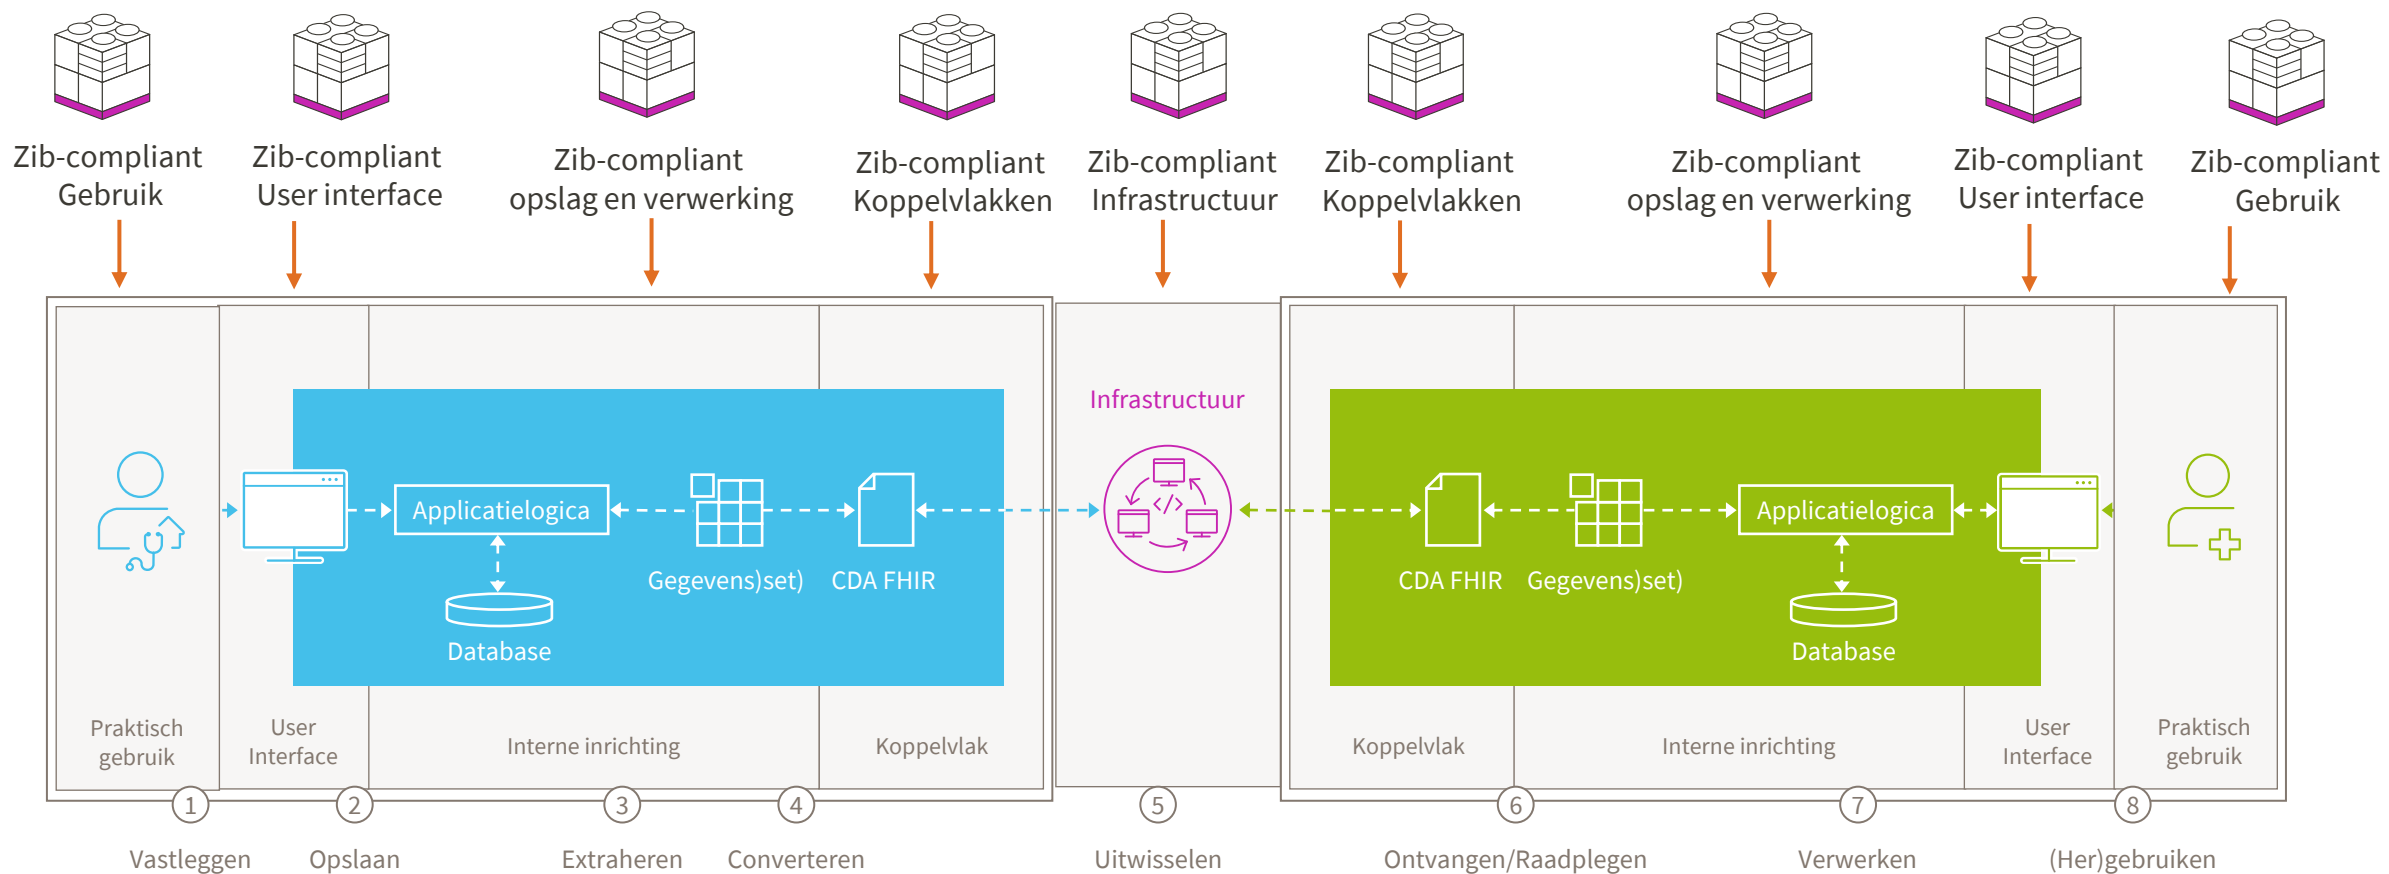 Zib-compliant
Gebruik
Zib-compliant
User interface
Zib-compliant
opslag en verwerking
Zib-compliant
Koppelvlakken
Zib-compliant
Infrastructuur
Zib-compliant
Koppelvlakken
Zib-compliant
opslag en verwerking
Zib-compliant
User interface
Zib-compliant
Gebruik
Infrastructuur
</>
Applicatielogica
Gegevens)set)
CDA FHIR
Database
CDA FHIR
Gegevens)set)
Applicatielogica
Database
Praktisch
gebruik
User
Interface
Interne inrichting
Koppelvlak
Koppelvlak
Interne inrichting
User
Interface
Praktisch
gebruik
1
2
3
4
5
6
7
8
Vastleggen
Opslaan
Extraheren
Converteren
Uitwisselen
Ontvangen/Raadplegen
Verwerken
(Her)gebruiken